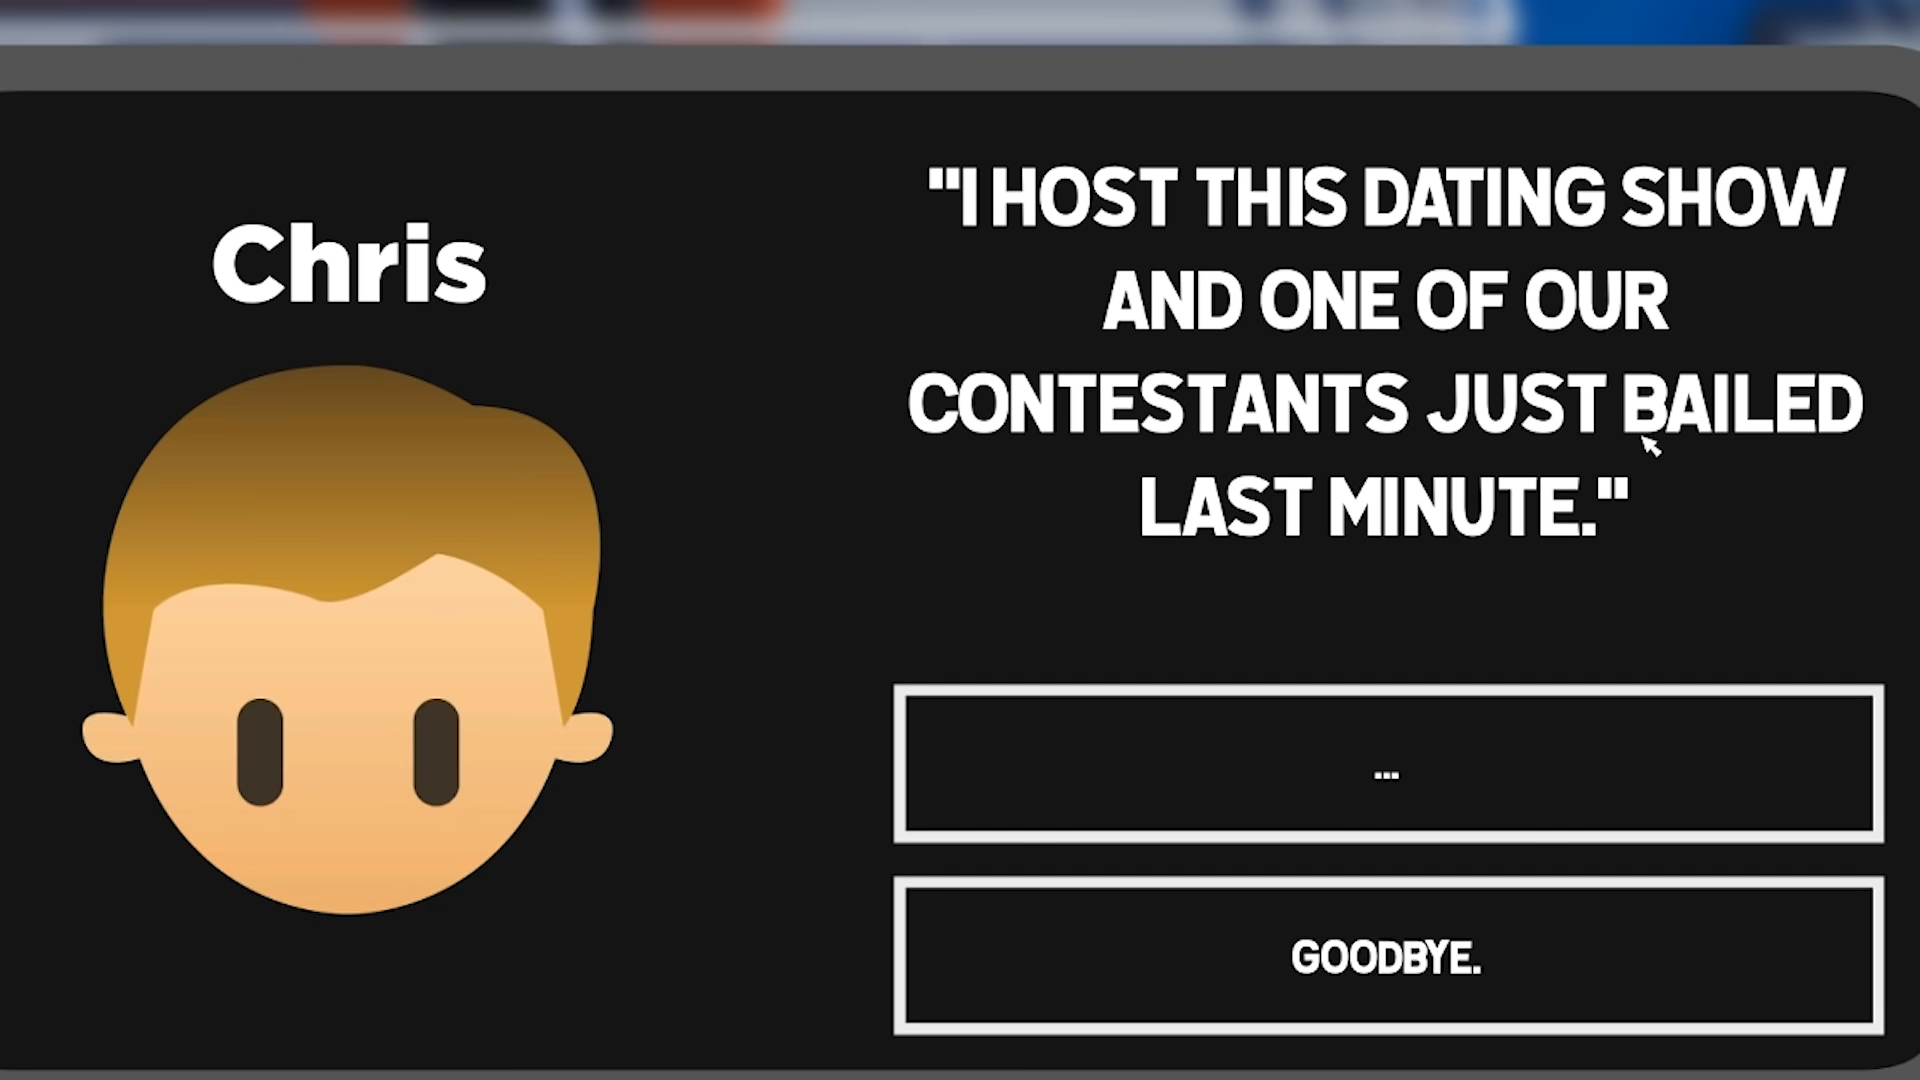 Chris
"I HOST THIS DATING SHOW
AND ONE OF OUR
CONTESTANTS JUST BAILED
LAST MINUTE."
...
GOODBYE.